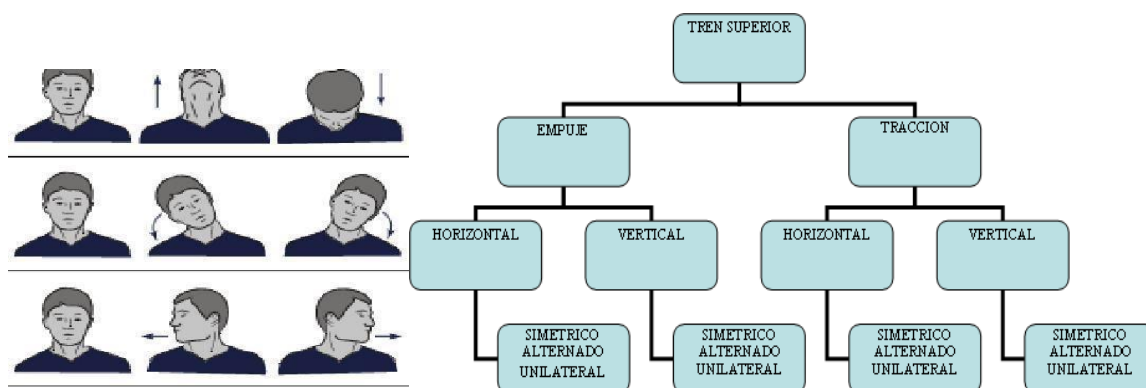 TREN SUPERIOR
EMPUJE
TRACCION
HORIZONTAL
VERTICAL
HORIZONTAL
VERTICAL
SIMETRICO
ALTERNADO
UNILATERAL
SIMETRICO
ALTERNADO
UNILATERAL
SIMETRICO
ALTERNADO
UNILATERAL
SIMETRICO
ALTERNADO
UNILATERAL